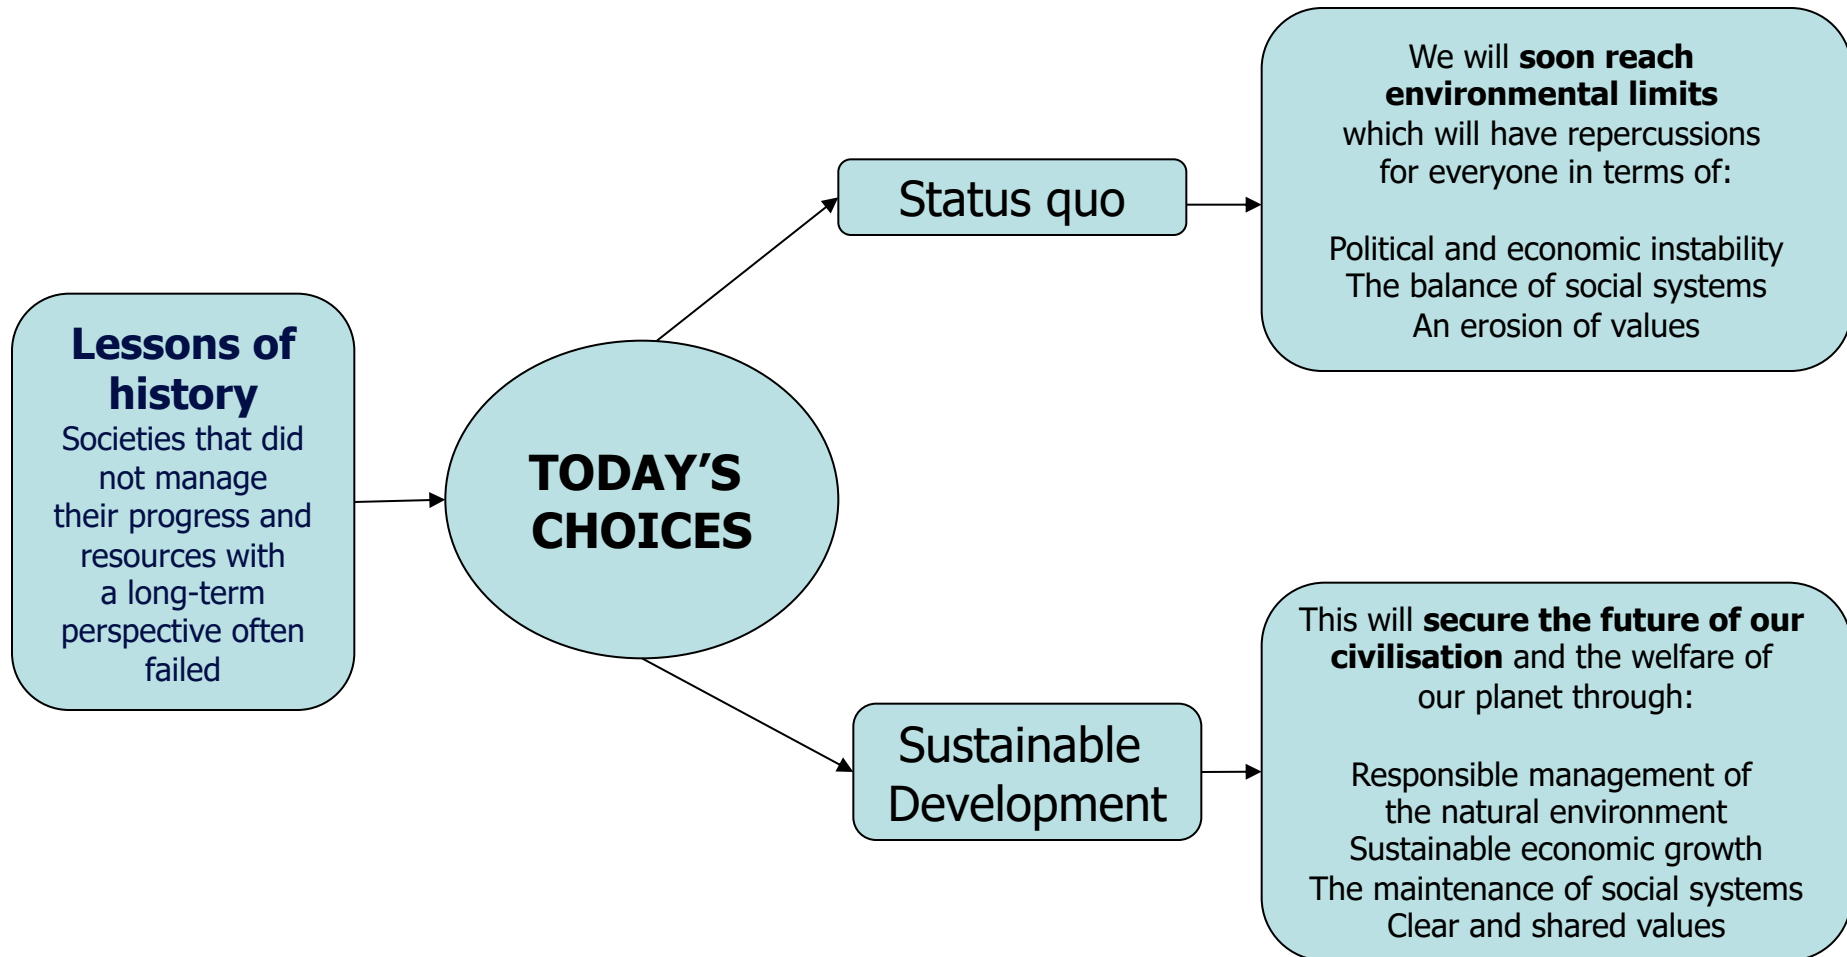 Lessons of
history
Societies that did
not manage
their progress and
resources with
a long-term
perspective often
failed
TODAY’S
CHOICES
Status quo
We will soon reach
environmental limits
which will have repercussions
for everyone in terms of:
Political and economic instability
The balance of social systems
An erosion of values
Sustainable
Development
This will secure the future of our
civilisation and the welfare of
our planet through:
Responsible management of
the natural environment
Sustainable economic growth
The maintenance of social systems
Clear and shared values